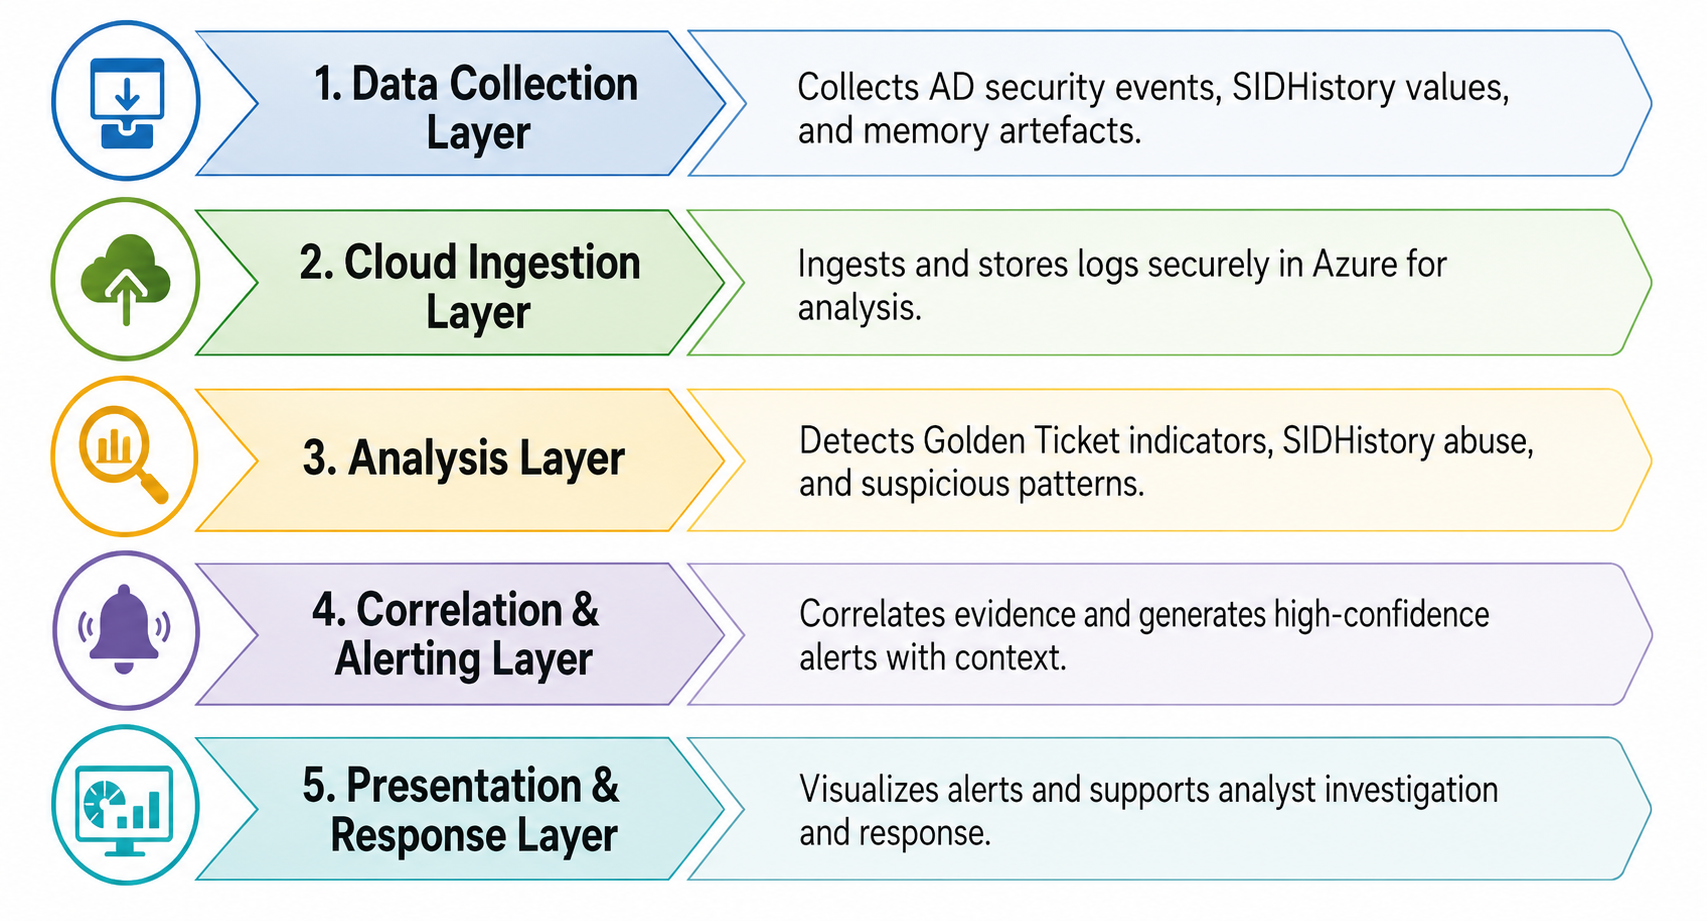 1. Data Collection
Layer
Collects AD security events, SIDHistory values,
and memory artefacts.
2. Cloud Ingestion
Layer
Ingests and stores logs securely in Azure for
analysis.
3. Analysis Layer
Detects Golden Ticket indicators, SIDHistory abuse,
and suspicious patterns.
4. Correlation &
Alerting Layer
Correlates evidence and generates high-confidence
alerts with context.
5. Presentation &
Response Layer
Visualizes alerts and supports analyst investigation
and response.